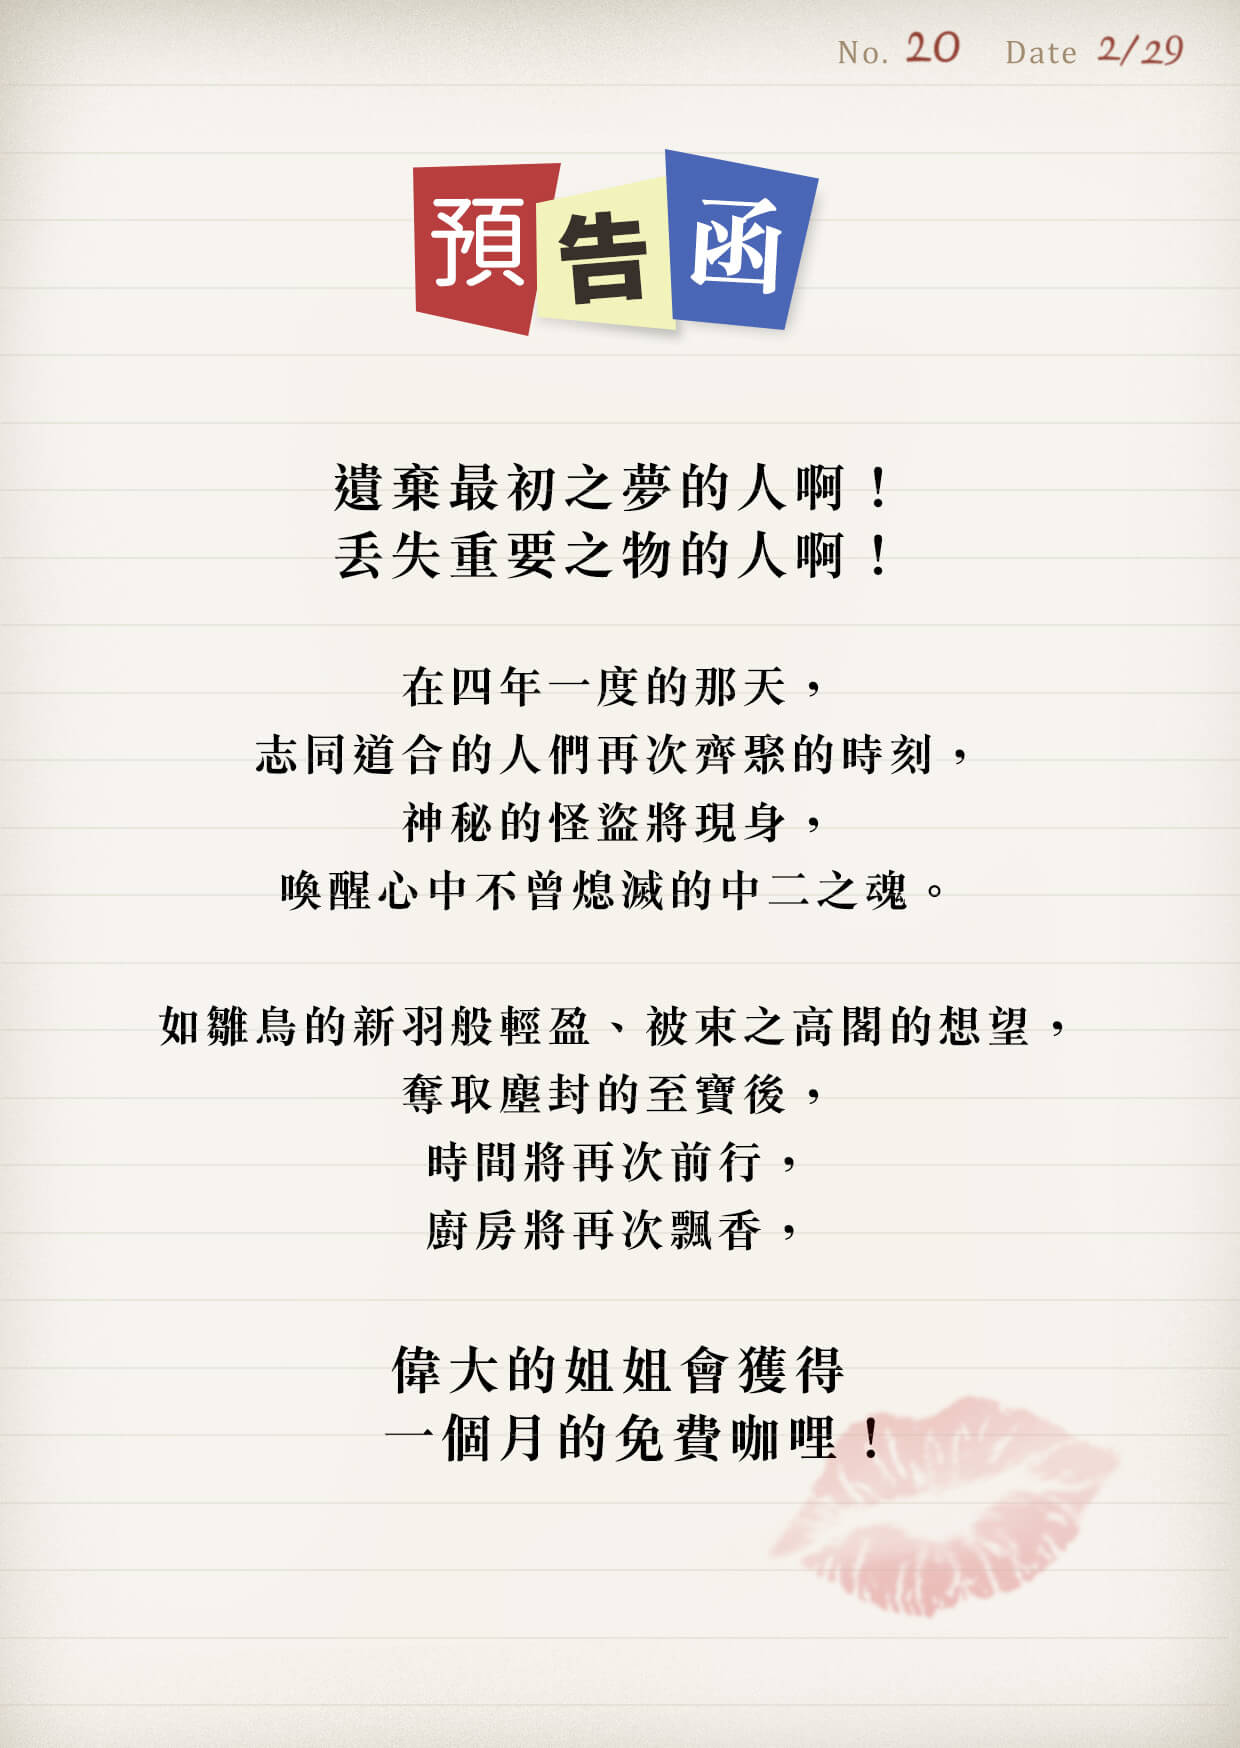 No. 20 Date 2/29
預告函
遺棄最初之夢的人啊！
丟失重要之物的人啊！
在四年一度的那天，
志同道合的人們再次齊聚的時刻，
神秘的怪盜將現身，
喚醒心中不曾熄滅的中二之魂。
如雛鳥的新羽般輕盈、被束之高閣的想望，
奪取塵封的至寶後，
時間將再次前行，
廚房將再次飄香，
偉大的姐姐會獲得
一個月的免費咖哩！